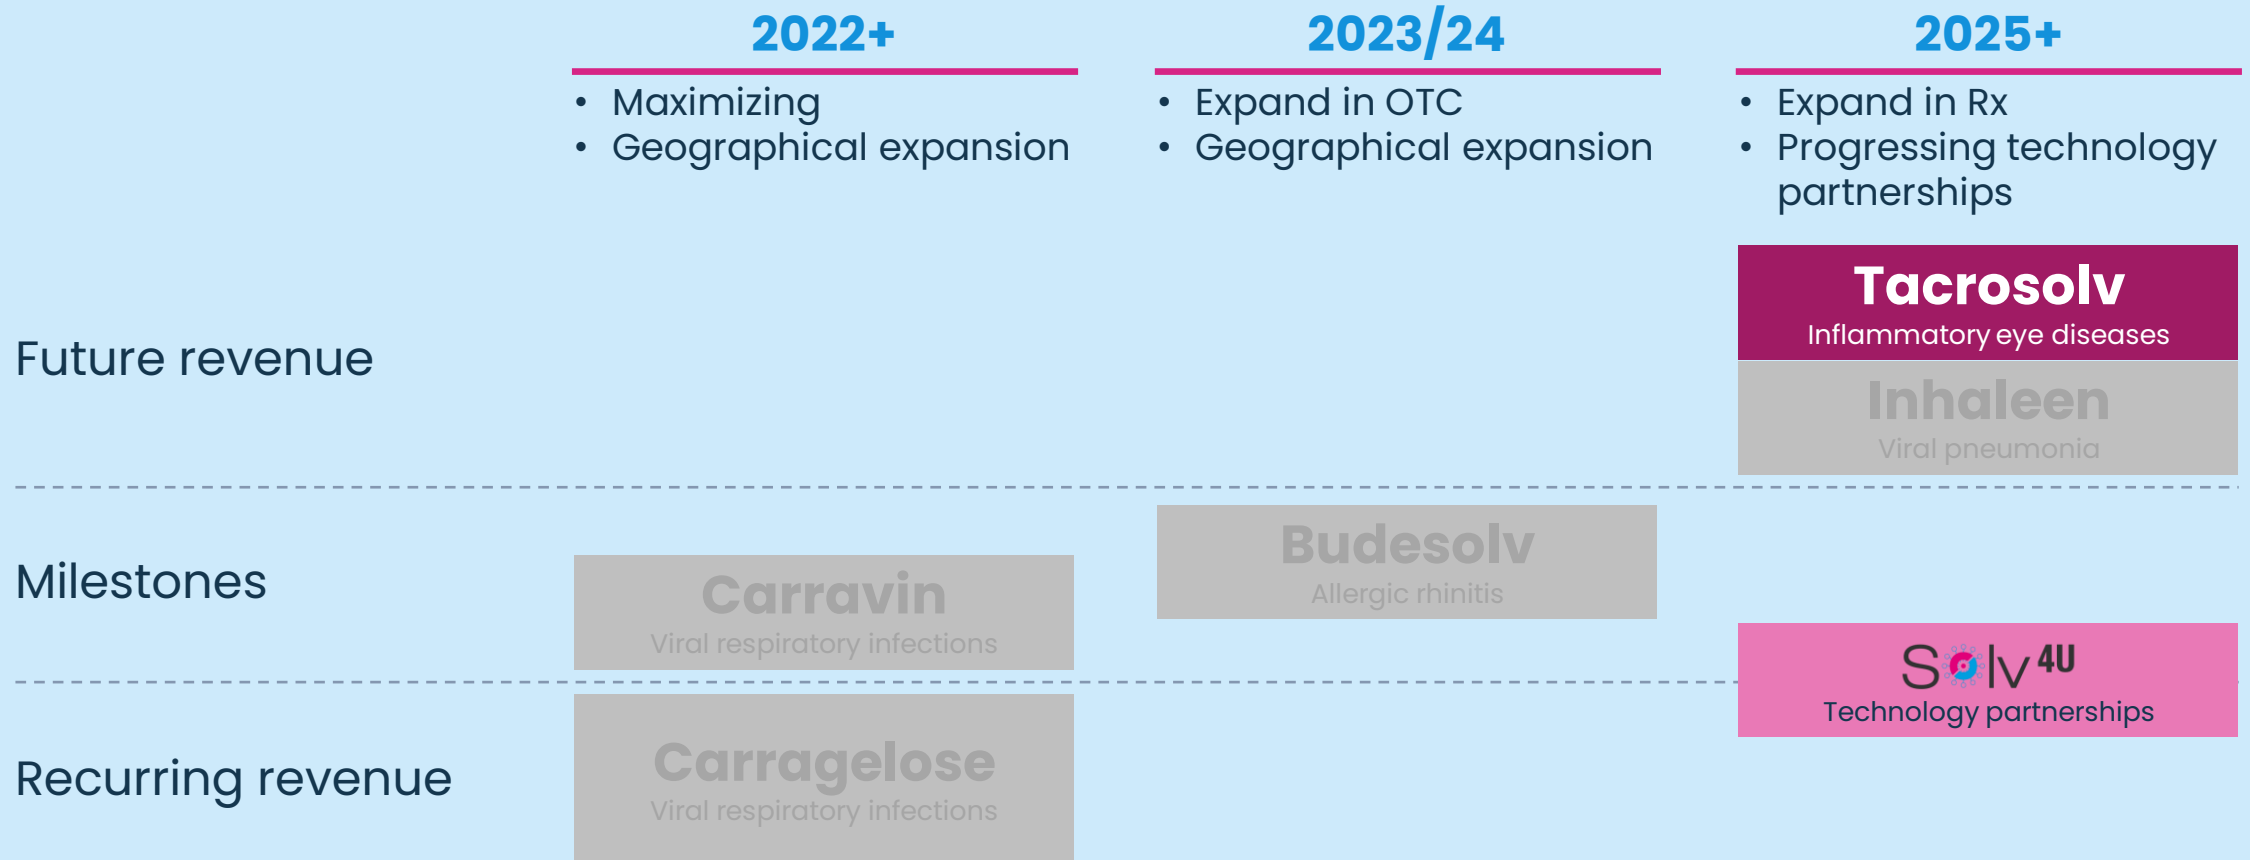 2022+
• Maximizing
• Geographical expansion
2023/24
• Expand in OTC
• Geographical expansion
2025+
• Expand in Rx
• Progressing technology
partnerships
Future revenue
Tacrosolv
Inflammatory eye diseases
Inhaleen
Viral pneumonia
Milestones
Carravin
Viral respiratory infections
Budesolv
Allergic rhinitis
Solv 4U
Technology partnerships
Recurring revenue
Carragelose
Viral respiratory infections